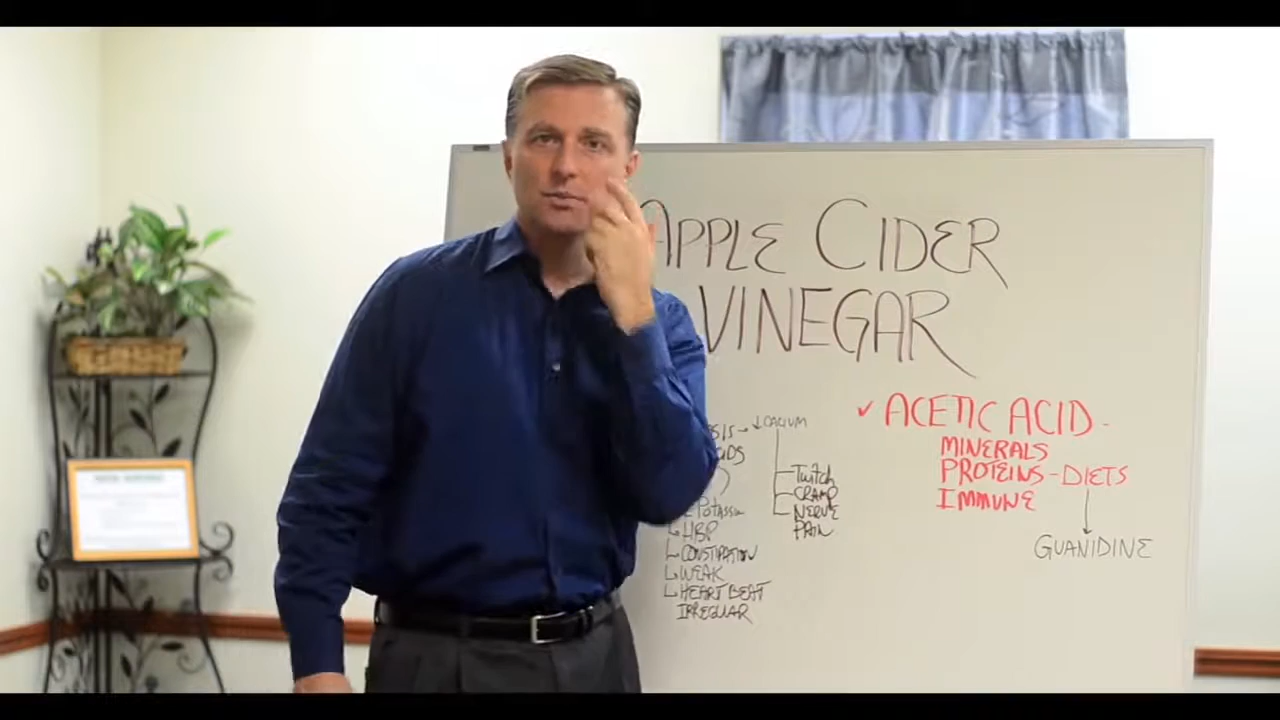 APPLE CIDER
VINEGAR
↓ CALCIUM
TWITCH
CRAMP
NERVE
PAIN
HBP
CONSTIPATION
WEAK
HEART BEAT
IRREGULAR
✓ ACETIC ACID -
MINERALS
PROTEINS - DIETS
IMMUNE
GUANIDINE